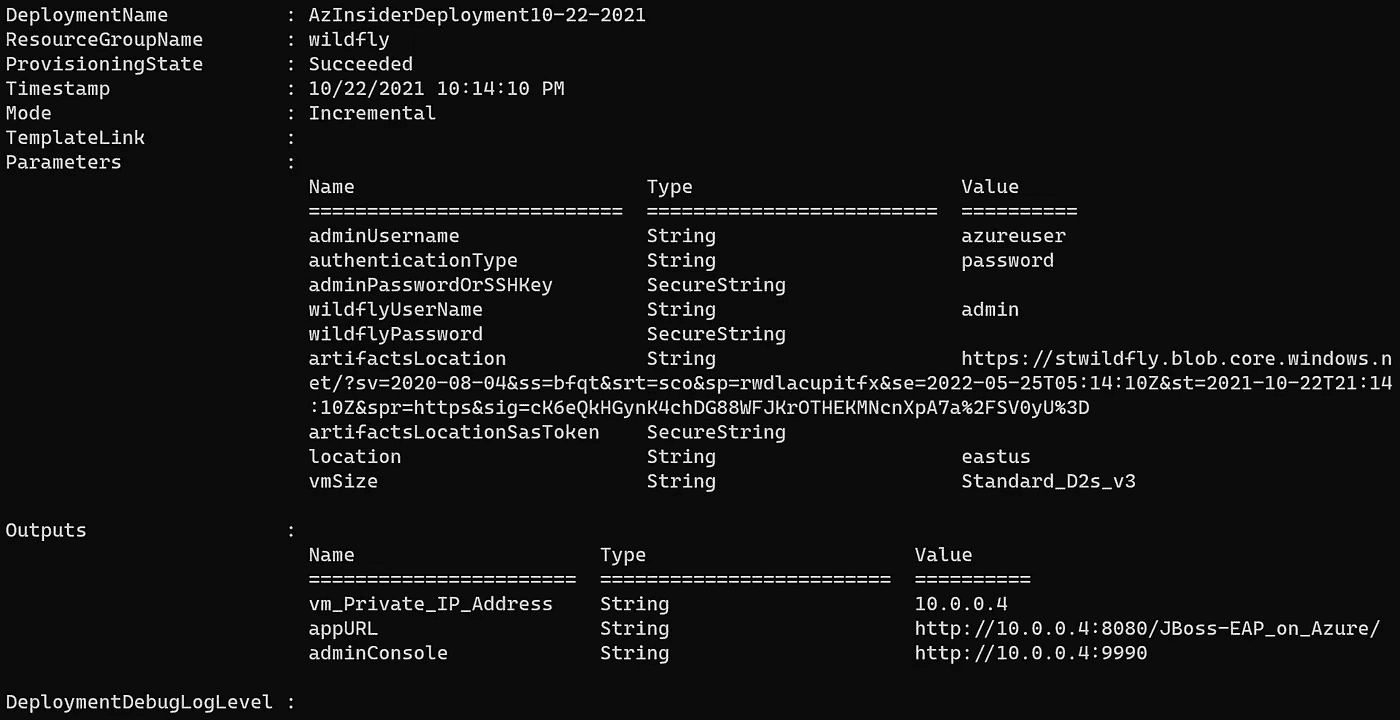 DeploymentName          : AzInsiderDeployment10-22-2021
ResourceGroupName       : wildfly
ProvisioningState       : Succeeded
Timestamp               : 10/22/2021 10:14:10 PM
Mode                    : Incremental
TemplateLink            :
Parameters              :
                          Name                         Type                       Value
                          ===========================  =========================  ==========
                          adminUsername                String                     azureuser
                          authenticationType           String                     password
                          adminPasswordOrSSHKey        SecureString
                          wildflyUserName              String                     admin
                          wildflyPassword              SecureString
                          artifactsLocation            String                     https://stwildfly.blob.core.windows.n
                          et/?sv=2020-08-04&ss=bfqt&srt=sco&sp=rwdlacupitfx&se=2022-05-25T05:14:10Z&st=2021-10-22T21:14
                          :10Z&spr=https&sig=cK6eQkHGynK4chDG88WFJKrOTHEKMNcnXpA7a%2FSV0yU%3D
                          artifactsLocationSasToken    SecureString
                          location                     String                     eastus
                          vmSize                       String                     Standard_D2s_v3

Outputs                 :
                          Name                     Type                       Value
                          =======================  =========================  ==========
                          vm_Private_IP_Address    String                     10.0.0.4
                          appURL                   String                     http://10.0.0.4:8080/JBoss-EAP_on_Azure/
                          adminConsole             String                     http://10.0.0.4:9990

DeploymentDebugLogLevel :